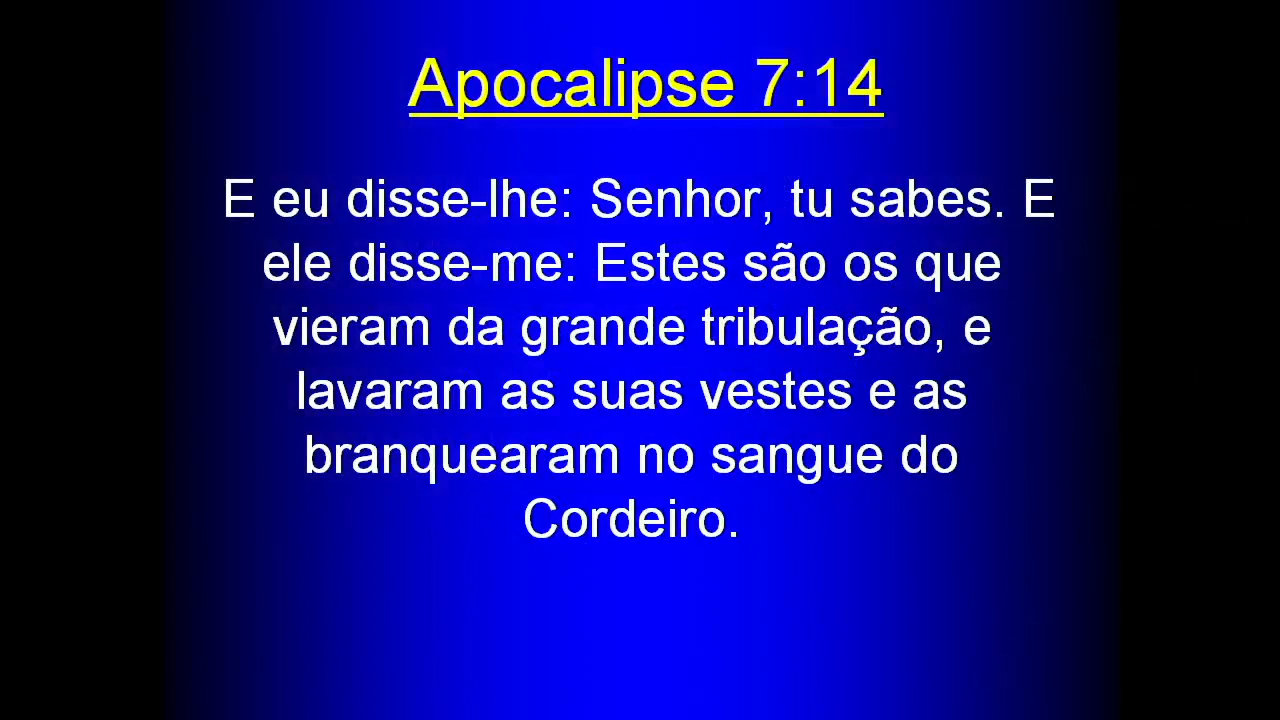 Apocalipse 7:14
E eu disse-lhe: Senhor, tu sabes. E
ele disse-me: Estes são os que
vieram da grande tribulação, e
lavaram as suas vestes e as
branquearam no sangue do
Cordeiro.